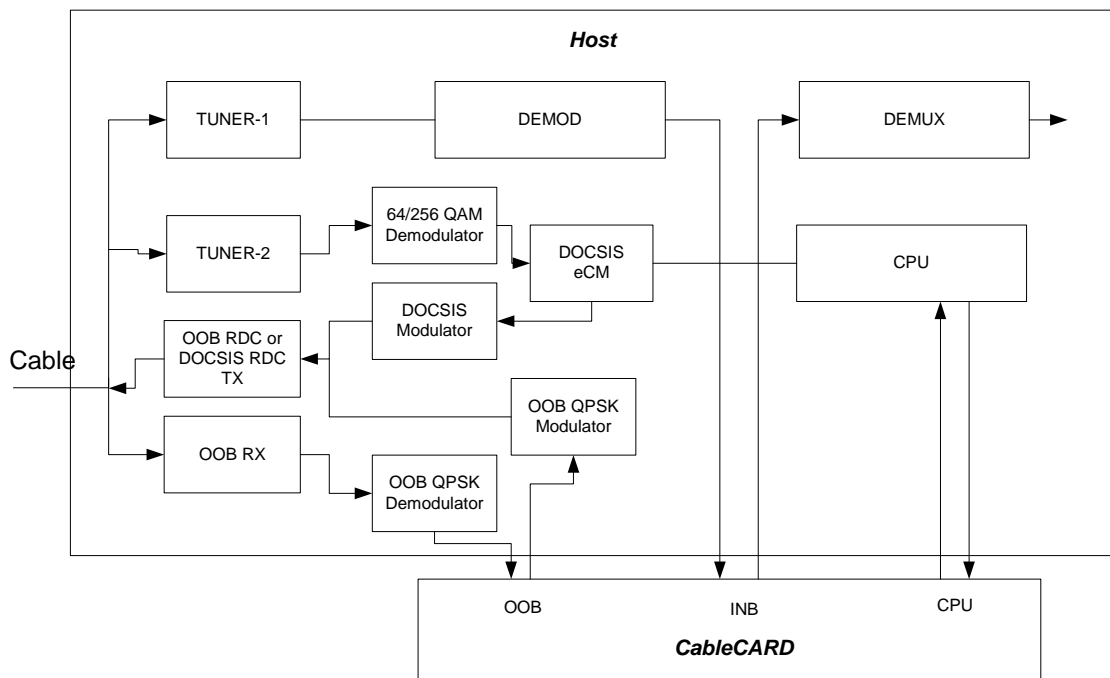 Host
TUNER-1
DEMOD
DEMUX
64/256 QAM
Demodulator
TUNER-2
DOCSIS
eCM
CPU
DOCSIS
Modulator
OOB RDC or
DOCSIS RDC
TX
Cable
OOB QPSK
Modulator
OOB RX
OOB QPSK
Demodulator
OOB
INB
CPU
CableCARD